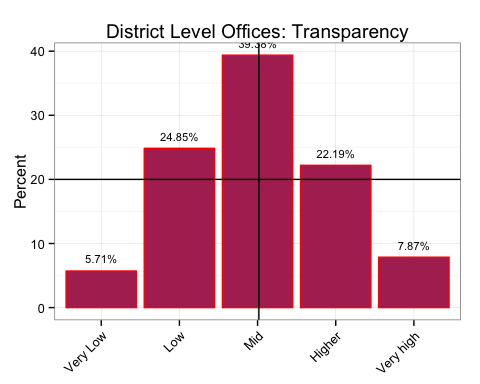 District Level Offices: Transparency
39.38%
40
30
24.85%
22.19%
20
10
7.87%
5.71%
0
Percent
Very Low
Low
Mid
Higher
Very high